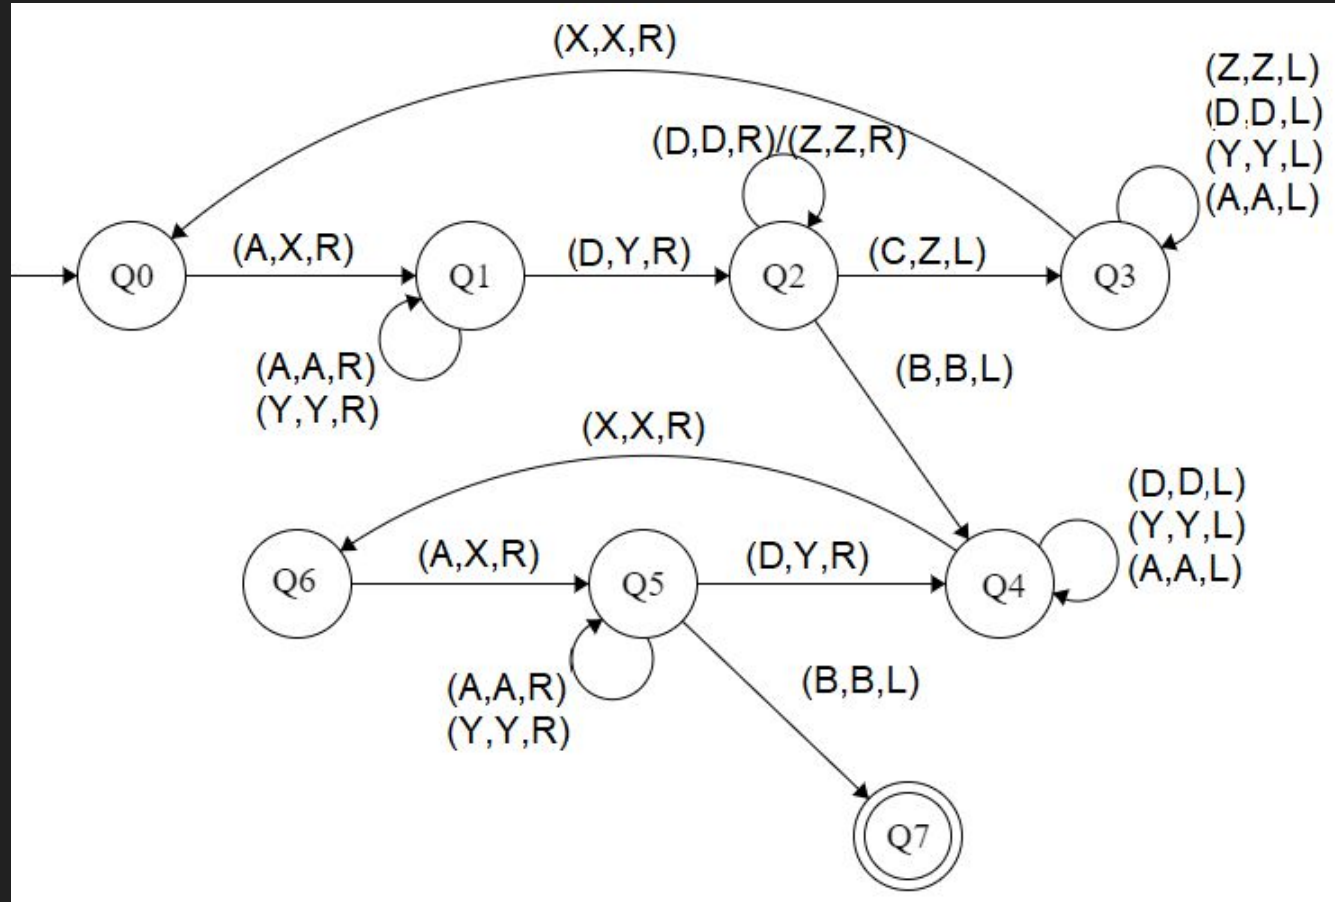 (X,X,R)
(Z,Z,L)
(D,D,L)
(Y,Y,L)
(A,A,L)
(D,D,R)/(Z,Z,R)
Q0
(A,X,R)
Q1
(D,Y,R)
Q2
(C,Z,L)
Q3
(A,A,R)
(Y,Y,R)
(B,B,L)
(X,X,R)
(D,D,L)
(Y,Y,L)
(A,A,L)
Q6
(A,X,R)
Q5
(D,Y,R)
Q4
(A,A,R)
(Y,Y,R)
(B,B,L)
Q7